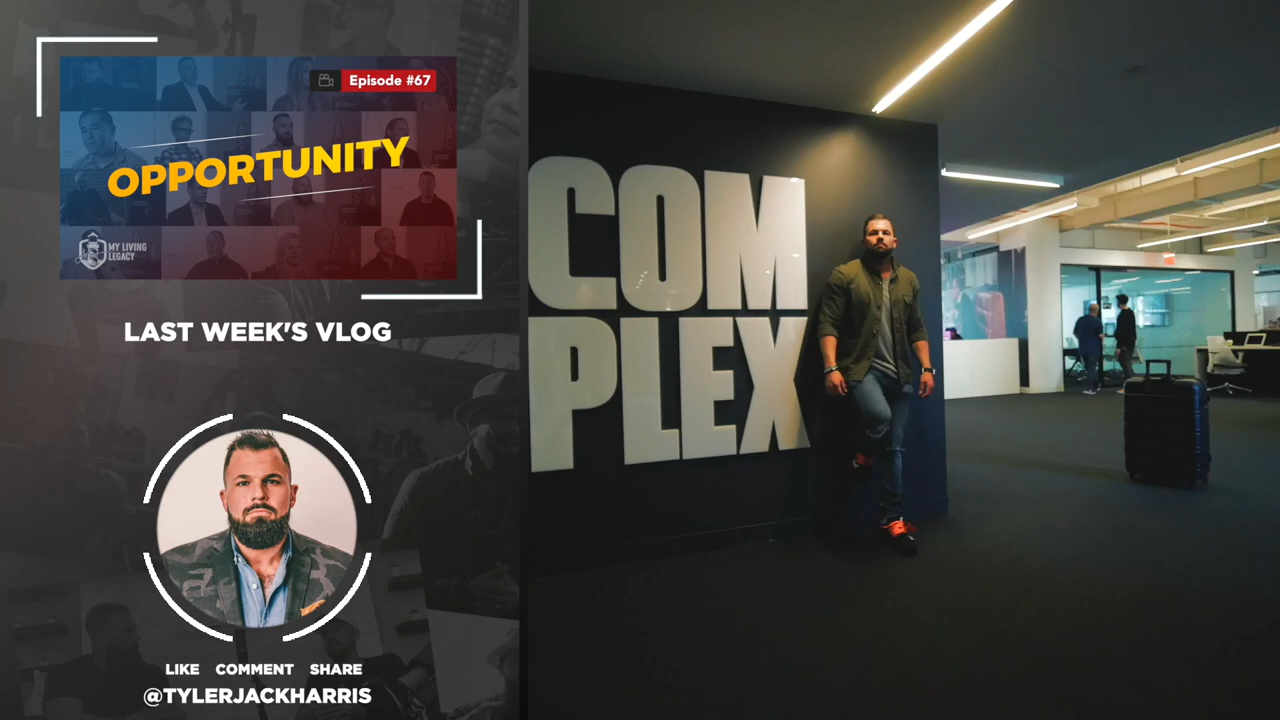 Episode #67
OPPORTUNITY
MY LIVING
LEGACY
LAST WEEK'S VLOG
LIKE COMMENT SHARE
@TYLERJACKHARRIS
COM
PLEX